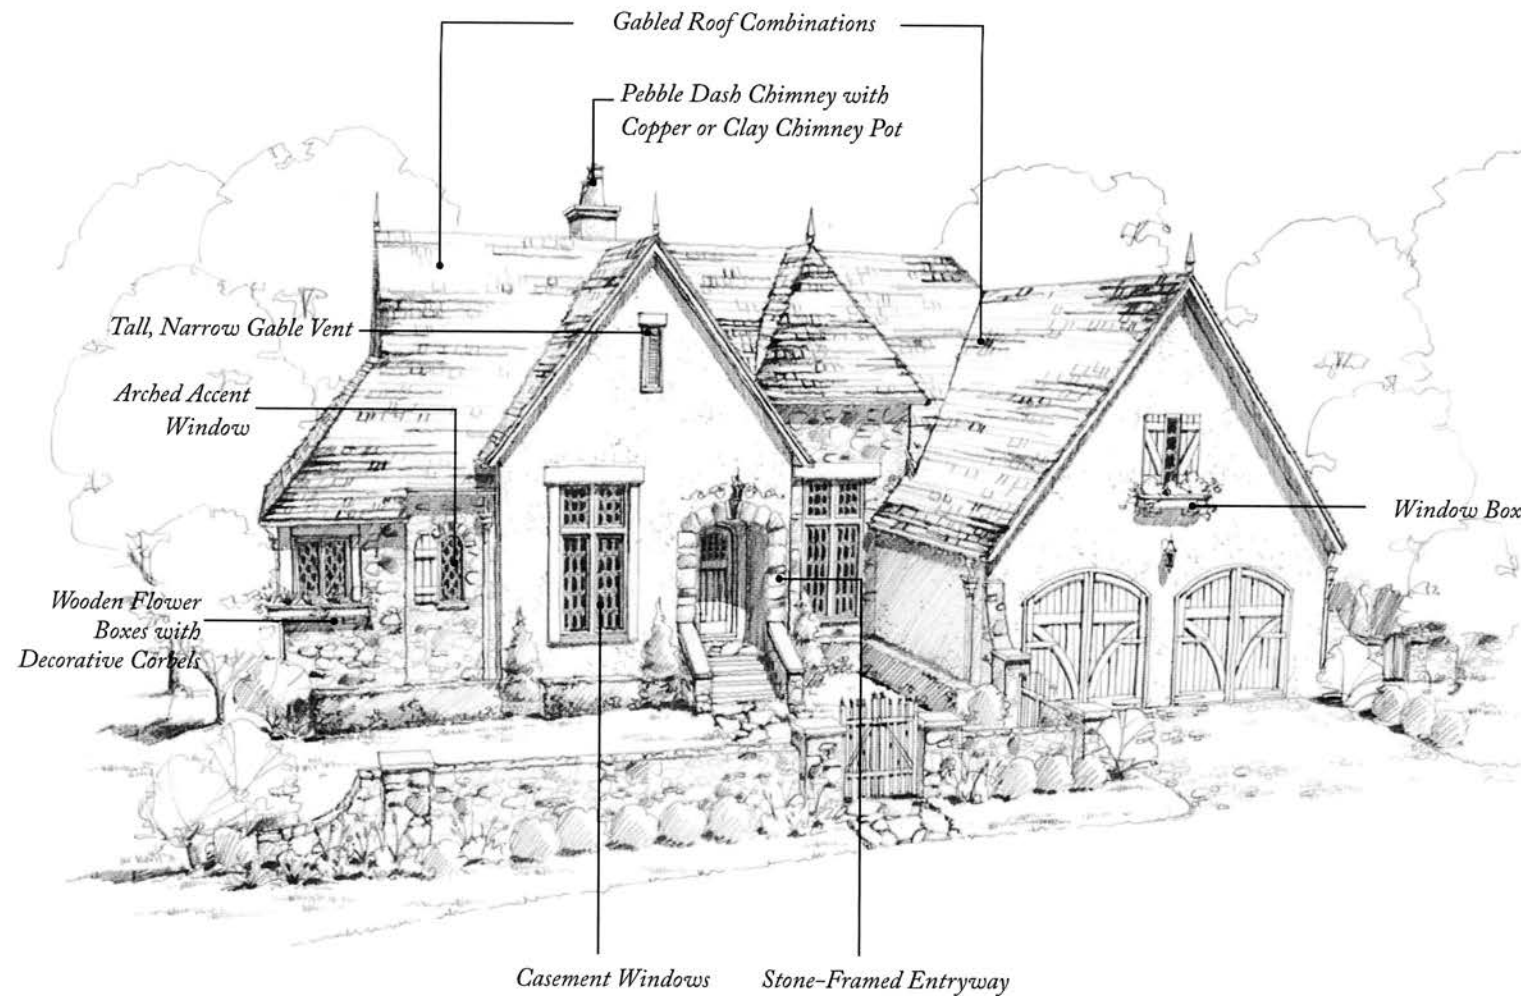 Gabled Roof Combinations
Pebble Dash Chimney with
Copper or Clay Chimney Pot
Tall, Narrow Gable Vent
Arched Accent
Window
Window Box
Wooden Flower
Boxes with
Decorative Corbels
Casement Windows
Stone-Framed Entryway